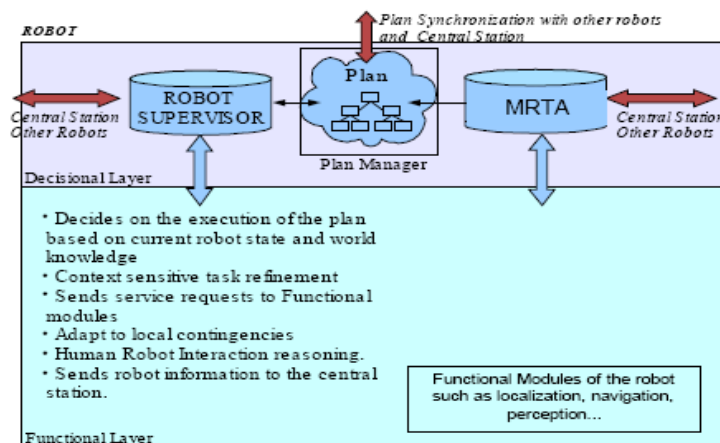 Plan Synchronization with other robots
and Central Station
ROBOT
Plan
ROBOT
SUPERVISOR
MRTA
Central Station
Other Robots
Central Station
Other Robots
Plan Manager
Decisional Layer
* Decides on the execution of the plan
based on current robot state and world
knowledge
* Context sensitive task refinement
* Sends service requests to Functional
modules
* Adapt to local contingencies
* Human Robot Interaction reasoning.
* Sends robot information to the central
station.
Functional Modules of the robot
such as localization, navigation,
perception...
Functional Layer